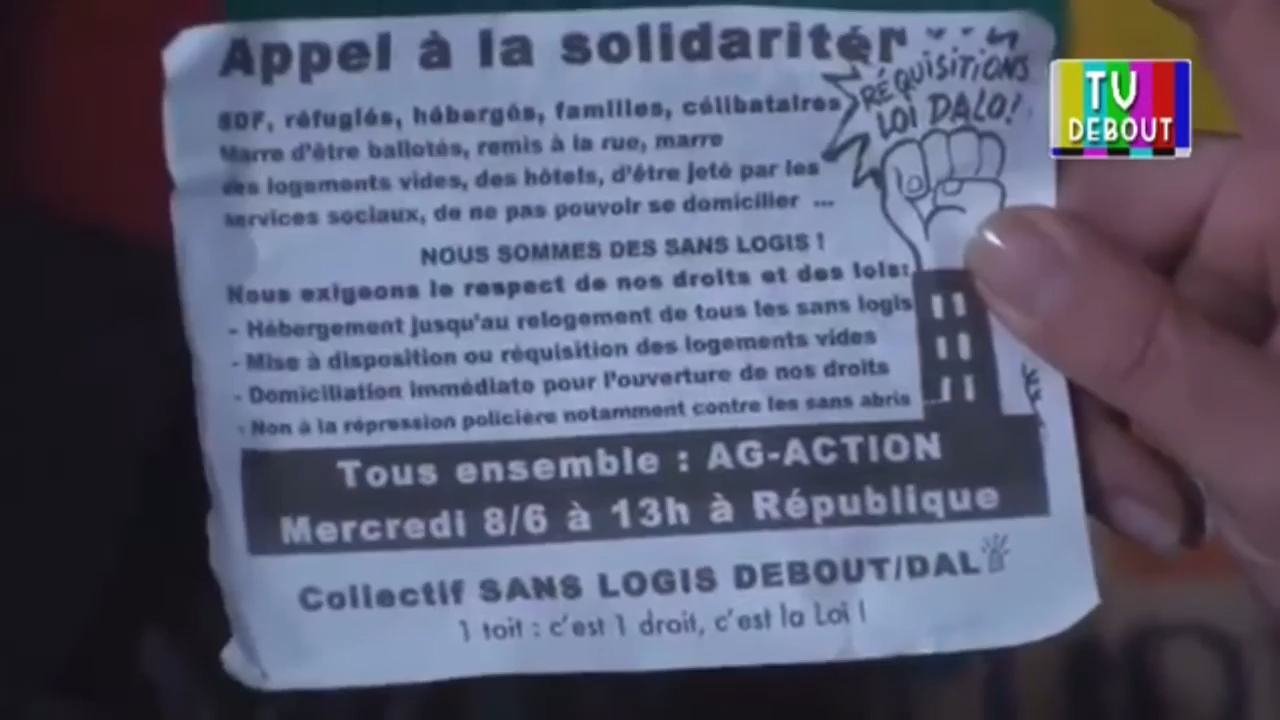 Appel à la solidaritér
RÉQUISITIONS
LOI DALO!
TV
DEBOUT
SDF, réfugiés, hébergés, familles, célibataires
Marre d'être ballotés, remis à la rue, marre
des logements vides, des hôtels, d'être jeté par les
services sociaux, de ne pas pouvoir se domicilier ...
NOUS SOMMES DES SANS LOGIS !
Nous exigeons le respect de nos droits et des lois:
- Hébergement jusqu'au relogement de tous les sans logis
- Mise à disposition ou réquisition des logements vides
- Domiciliation immédiate pour l'ouverture de nos droits
- Non à la répression policière notamment contre les sans abris
Tous ensemble : AG-ACTION
Mercredi 8/6 à 13h à République
Collectif SANS LOGIS DEBOUT/DAL
1 toit : c'est 1 droit, c'est la Loi !